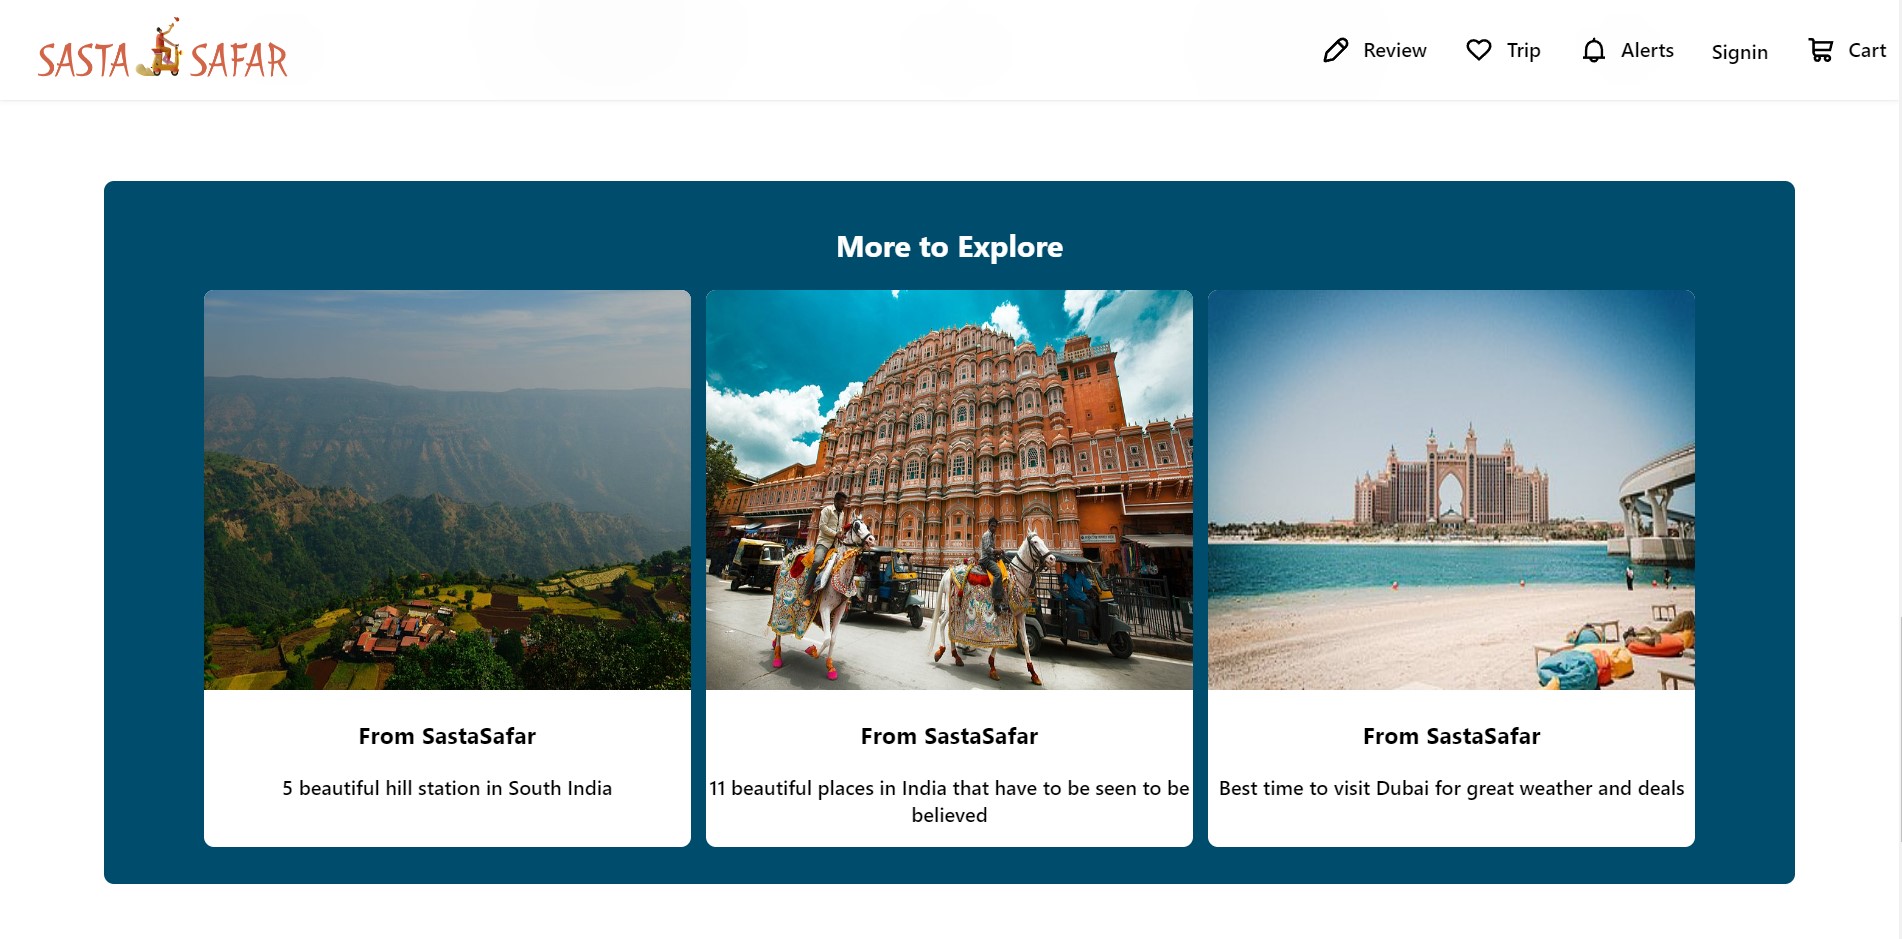 SASTA SAFAR
Review
Trip
Alerts
Signin
Cart
More to Explore
From SastaSafar
5 beautiful hill station in South India
From SastaSafar
11 beautiful places in India that have to be seen to be
believed
From SastaSafar
Best time to visit Dubai for great weather and deals